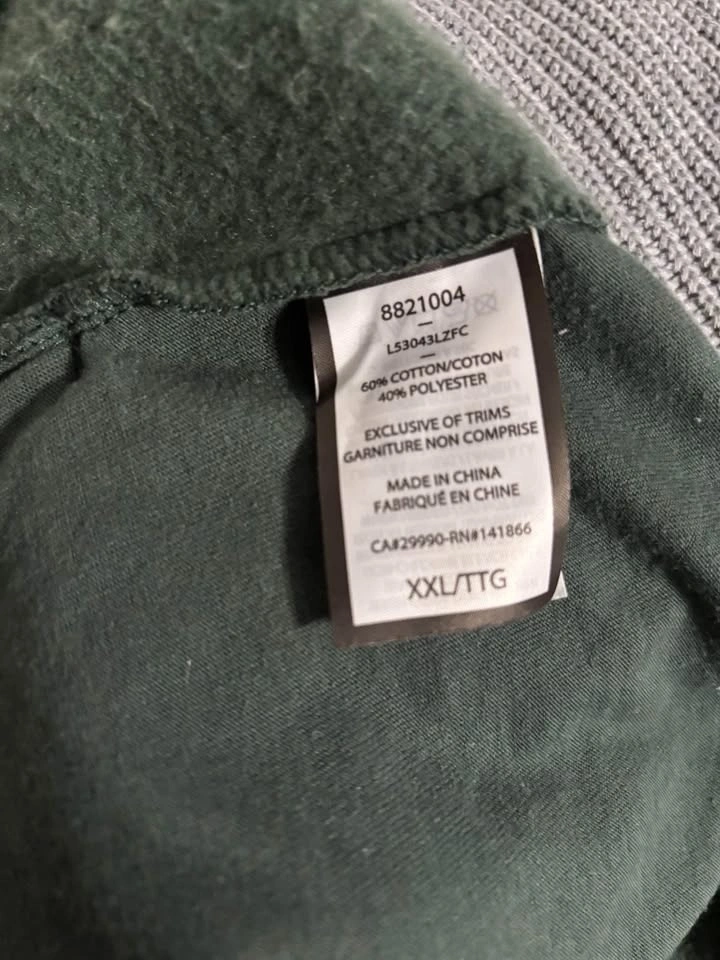 8821004
L53043LZFC
60% COTTON/COTON
40% POLYESTER
EXCLUSIVE OF TRIMS
GARNITURE NON COMPRISE
MADE IN CHINA
FABRIQUÉ EN CHINE
CA#29990-RN#141866
XXL/TTG